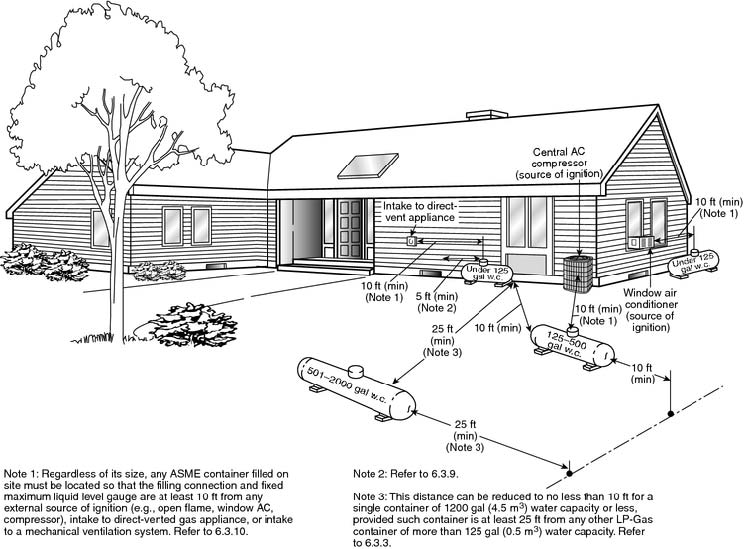 Central AC
compressor
(source of ignition)
Intake to direct-
vent appliance
10 ft (min)
(Note 1)
Under 125
gal w.c.
Under 125
gal w.c.
10 ft (min)
(Note 1)
5 ft (min)
(Note 2)
Window air
conditioner
(source of
ignition)
10 ft (min)
(Note 1)
25 ft
(min)
(Note 3)
10 ft (min)
125–500
gal w.c.
10 ft
(min)
501–2000 gal w.c.
25 ft
(min)
(Note 3)
Note 1: Regardless of its size, any ASME container filled on
site must be located so that the filling connection and fixed
maximum liquid level gauge are at least 10 ft from any
external source of ignition (e.g., open flame, window AC,
compressor), intake to direct-verted gas appliance, or intake
to a mechanical ventilation system. Refer to 6.3.10.
Note 2: Refer to 6.3.9.
Note 3: This distance can be reduced to no less than 10 ft for a
single container of 1200 gal (4.5 m³) water capacity or less,
provided such container is at least 25 ft from any other LP-Gas
container of more than 125 gal (0.5 m³) water capacity. Refer
to 6.3.3.